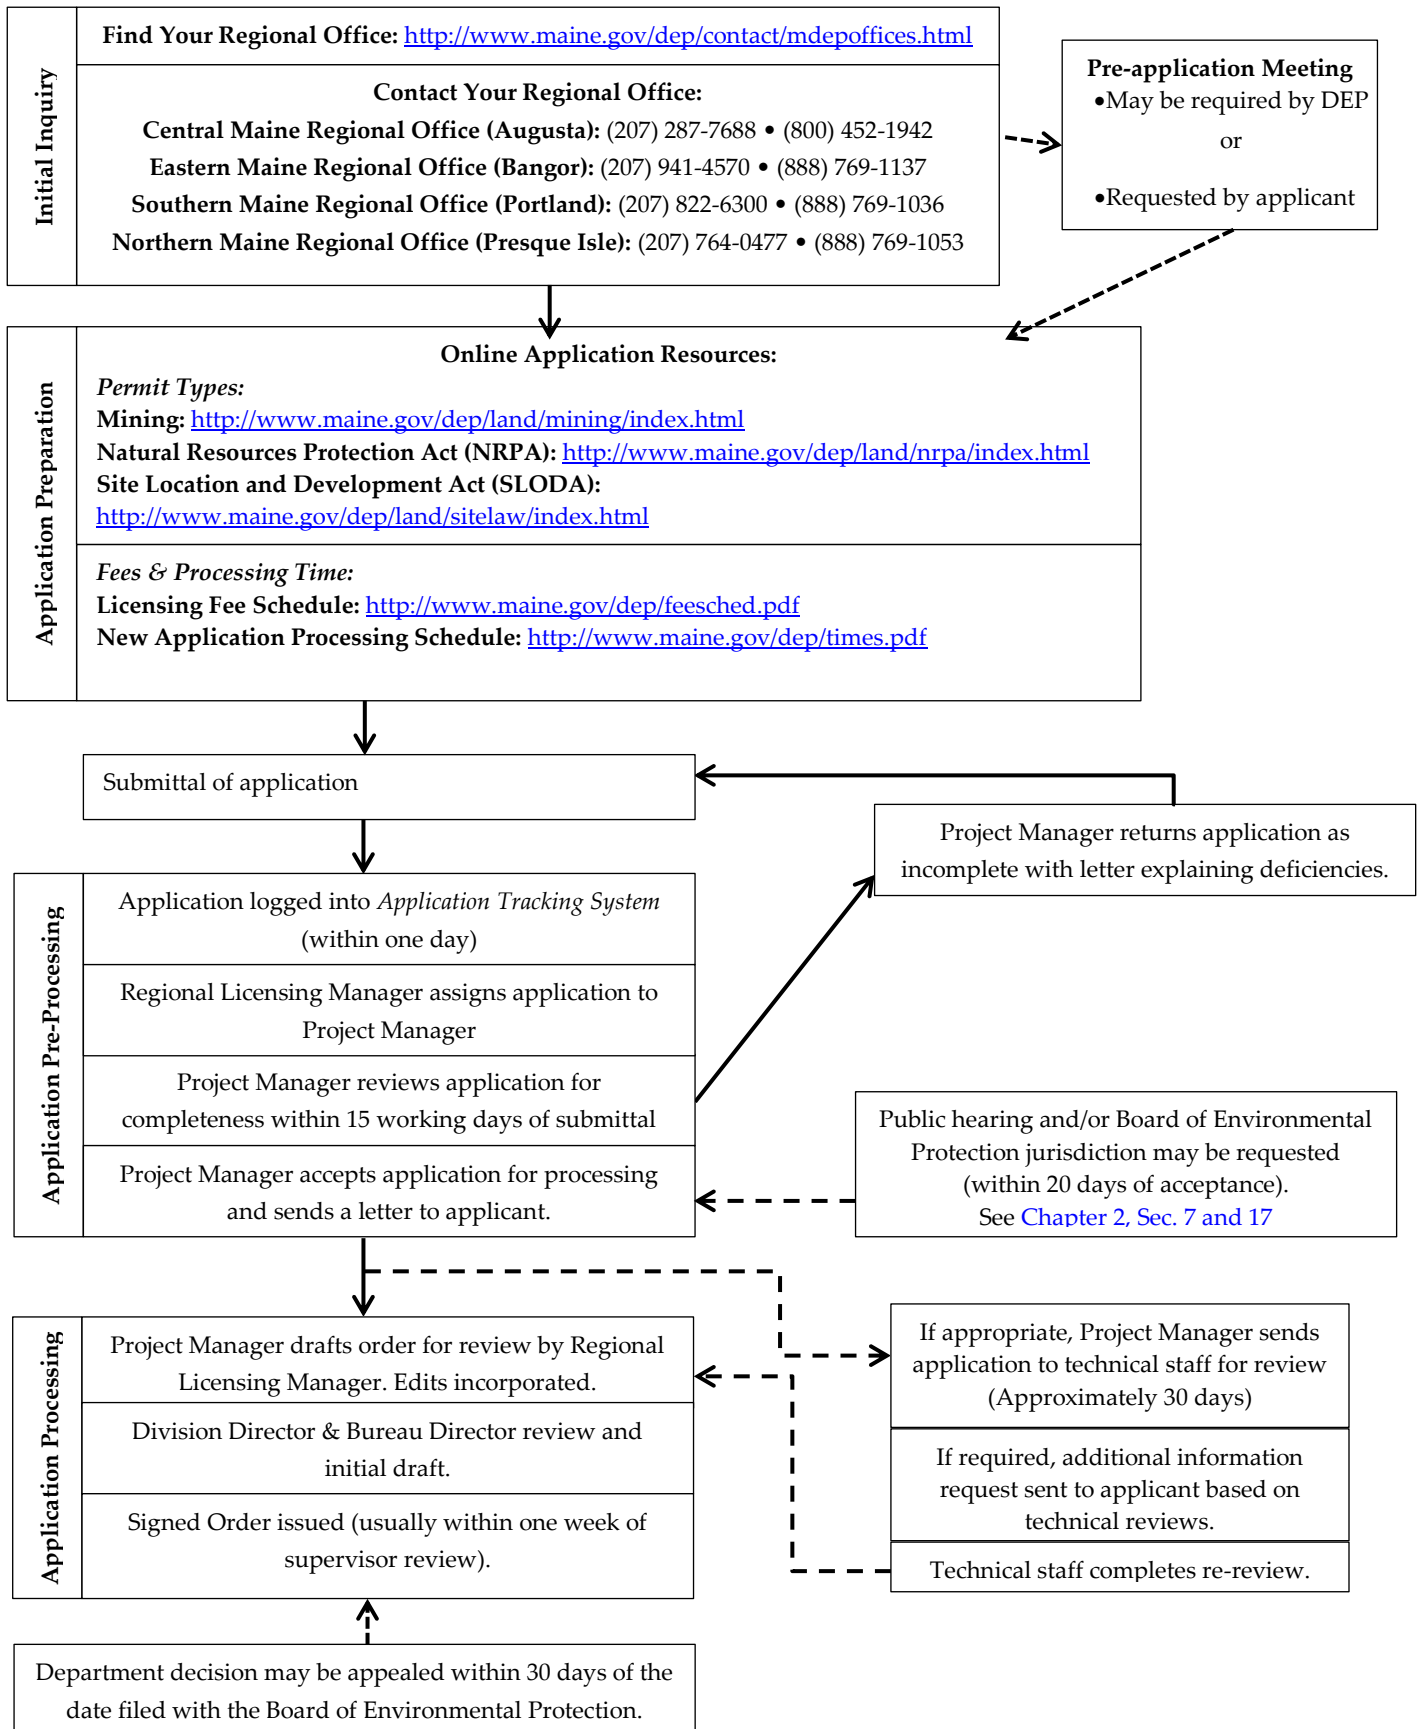 Initial Inquiry
Find Your Regional Office: http://www.maine.gov/dep/contact/mdepoffices.html
Contact Your Regional Office:
Central Maine Regional Office (Augusta): (207) 287-7688 • (800) 452-1942
Eastern Maine Regional Office (Bangor): (207) 941-4570 • (888) 769-1137
Southern Maine Regional Office (Portland): (207) 822-6300 • (888) 769-1036
Northern Maine Regional Office (Presque Isle): (207) 764-0477 • (888) 769-1053
Pre-application Meeting
•May be required by DEP
or
•Requested by applicant
Application Preparation
Online Application Resources:
Permit Types:
Mining: http://www.maine.gov/dep/land/mining/index.html
Natural Resources Protection Act (NRPA): http://www.maine.gov/dep/land/nrpa/index.html
Site Location and Development Act (SLODA):
http://www.maine.gov/dep/land/sitelaw/index.html
Fees & Processing Time:
Licensing Fee Schedule: http://www.maine.gov/dep/feesched.pdf
New Application Processing Schedule: http://www.maine.gov/dep/times.pdf
Submittal of application
Project Manager returns application as
incomplete with letter explaining deficiencies.
Application Pre-Processing
Application logged into Application Tracking System
(within one day)
Regional Licensing Manager assigns application to
Project Manager
Project Manager reviews application for
completeness within 15 working days of submittal
Project Manager accepts application for processing
and sends a letter to applicant.
Public hearing and/or Board of Environmental
Protection jurisdiction may be requested
(within 20 days of acceptance).
See Chapter 2, Sec. 7 and 17
Application Processing
Project Manager drafts order for review by Regional
Licensing Manager. Edits incorporated.
Division Director & Bureau Director review and
initial draft.
Signed Order issued (usually within one week of
supervisor review).
If appropriate, Project Manager sends
application to technical staff for review
(Approximately 30 days)
If required, additional information
request sent to applicant based on
technical reviews.
Technical staff completes re-review.
Department decision may be appealed within 30 days of the
date filed with the Board of Environmental Protection.